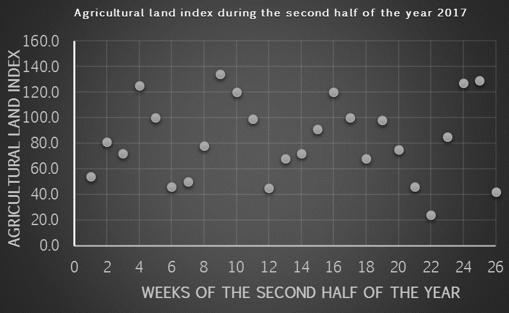 Agricultural land index during the second half of the year 2017
AGRICULTURAL LAND INDEX
160.0
140.0
120.0
100.0
80.0
60.0
40.0
20.0
0.0
0 2 4 6 8 10 12 14 16 18 20 22 24 26
WEEKS OF THE SECOND HALF OF THE YEAR